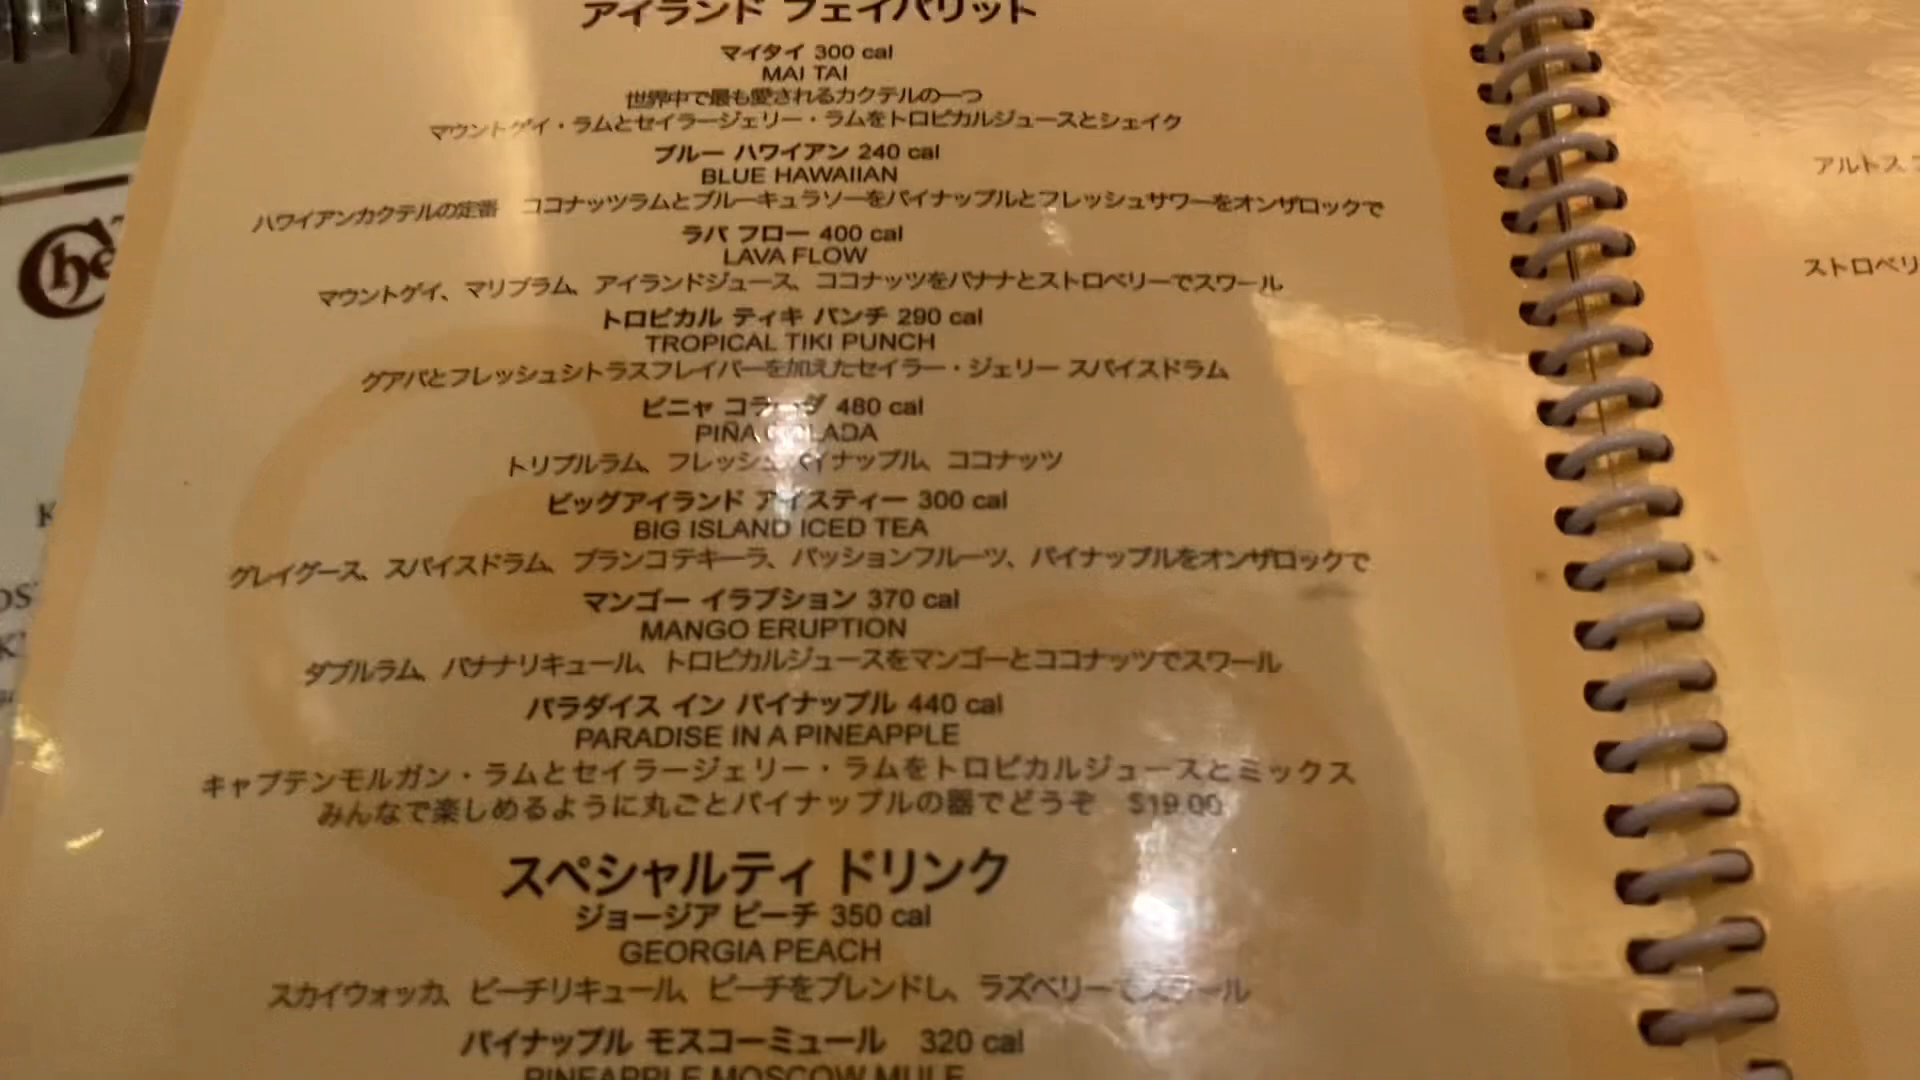 アイランド フェイバリット
マイタイ 300 cal
MAI TAI
世界中で最も愛されるカクテルの一つ
マウントゲイ・ラムとセイラージェリー・ラムをトロピカルジュースとシェイク
ブルー ハワイアン 240 cal
BLUE HAWAIIAN
ハワイアンカクテルの定番 ココナッツラムとブルーキュラソーをパイナップルとフレッシュサワーをオンザロックで
ラバ フロー 400 cal
LAVA FLOW
マウントゲイ、マリブラム、アイランドジュース、ココナッツをバナナとストロベリーでスワール
トロピカル ティキ パンチ 290 cal
TROPICAL TIKI PUNCH
グアバとフレッシュシトラスフレイバーを加えたセイラー・ジェリー スパイスドラム
ピニャ コラーダ 480 cal
PIÑA COLADA
トリプルラム、フレッシュパイナップル、ココナッツ
ビッグアイランド アイスティー 300 cal
BIG ISLAND ICED TEA
グレイグース、スパイスドラム、ブランコテキーラ、パッションフルーツ、パイナップルをオンザロックで
マンゴー イラプション 370 cal
MANGO ERUPTION
ダブルラム、バナナリキュール、トロピカルジュースをマンゴーとココナッツでスワール
パラダイス イン パイナップル 440 cal
PARADISE IN A PINEAPPLE
キャプテンモルガン・ラムとセイラージェリー・ラムをトロピカルジュースとミックス
みんなで楽しめるように丸ごとパイナップルの器でどうぞ $19.00
スペシャルティ ドリンク
ジョージア ピーチ 350 cal
GEORGIA PEACH
スカイウォッカ、ピーチリキュール、ピーチをブレンドし、ラズベリーでスワール
パイナップル モスコーミュール 320 cal
PINEAPPLE MOSCOW MULE
アルトス
ストロベリ
Che